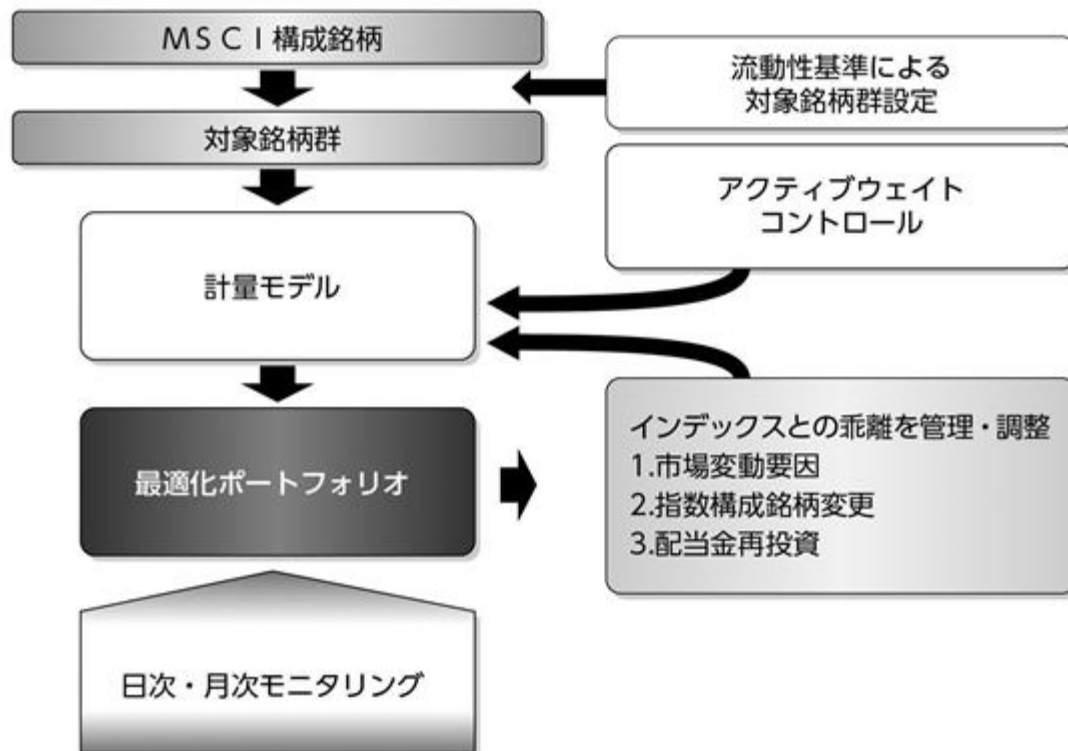 ＭＳＣＩ構成銘柄
流動性基準による
対象銘柄群設定
対象銘柄群
アクティブウェイト
コントロール
計量モデル
最適化ポートフォリオ
インデックスとの乖離を管理・調整
1.市場変動要因
2.指数構成銘柄変更
3.配当金再投資
日次・月次モニタリング